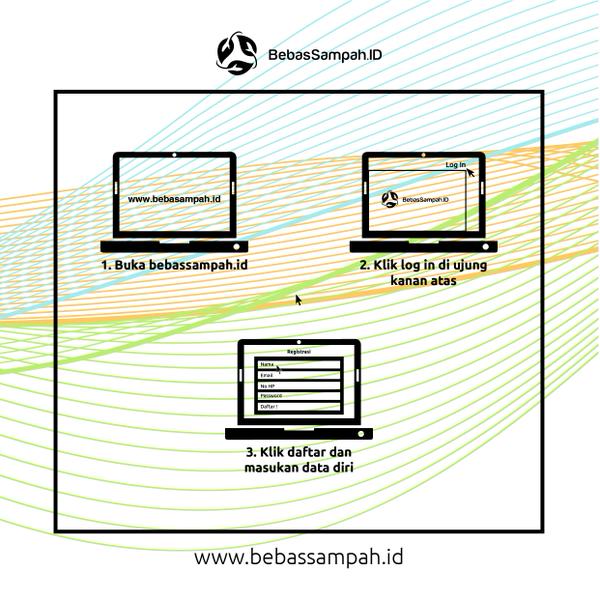 BebasSampah.ID
www.bebasampah.id
1. Buka bebassampah.id
Log in
BebasSampah.ID
2. Klik log in di ujung
kanan atas
Registrasi
Nama
Email
No HP
Password
Daftar !
3. Klik daftar dan
masukan data diri
www.bebassampah.id